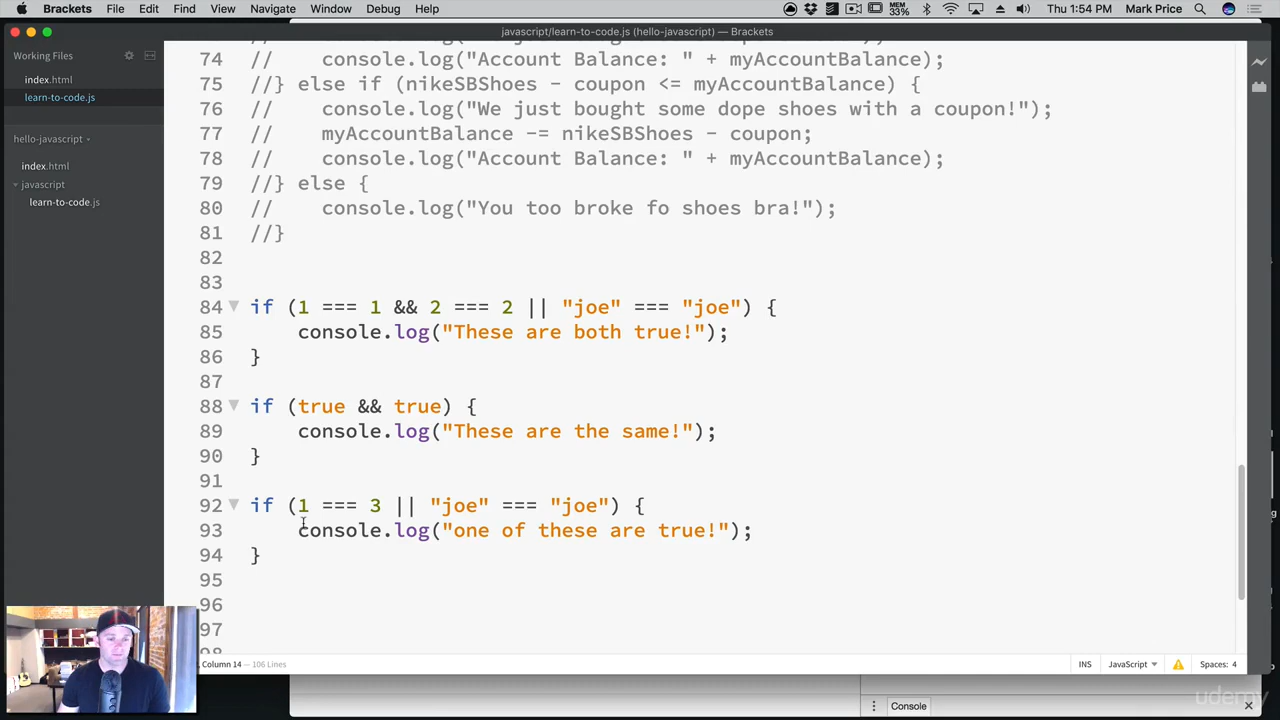 Brackets File Edit View Navigate Window Debug Help MEM 33% Thu 1:54 PM Mark Price
javascript/learn-to-code.js (hello-javascript) — Brackets
Working Files
index.html
learn-to-code.js
hello-javascript
index.html
javascript
learn-to-code.js
74 // console.log("Account Balance: " + myAccountBalance);
75 //} else if (nikeSBShoes - coupon <= myAccountBalance) {
76 // console.log("We just bought some dope shoes with a coupon!");
77 // myAccountBalance -= nikeSBShoes - coupon;
78 // console.log("Account Balance: " + myAccountBalance);
79 //} else {
80 // console.log("You too broke fo shoes bra!");
81 //}
82
83
84 if (1 === 1 && 2 === 2 || "joe" === "joe") {
85 console.log("These are both true!");
86 }
87
88 if (true && true) {
89 console.log("These are the same!");
90 }
91
92 if (1 === 3 || "joe" === "joe") {
93 console.log("one of these are true!");
94 }
95
96
97
98
Column 14 — 106 Lines INS JavaScript Spaces: 4
Console
udemy